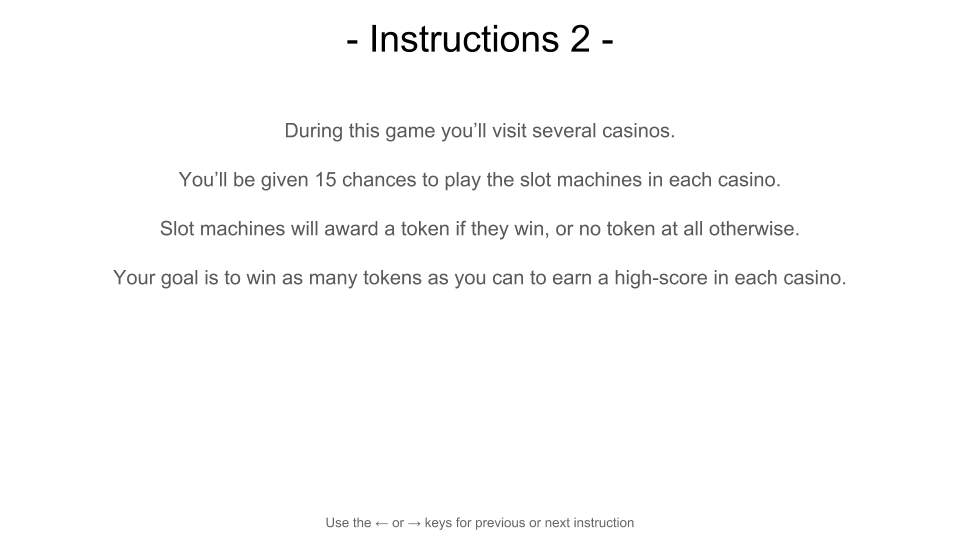 - Instructions 2 -
During this game you’ll visit several casinos.
You’ll be given 15 chances to play the slot machines in each casino.
Slot machines will award a token if they win, or no token at all otherwise.
Your goal is to win as many tokens as you can to earn a high-score in each casino.
Use the ← or → keys for previous or next instruction